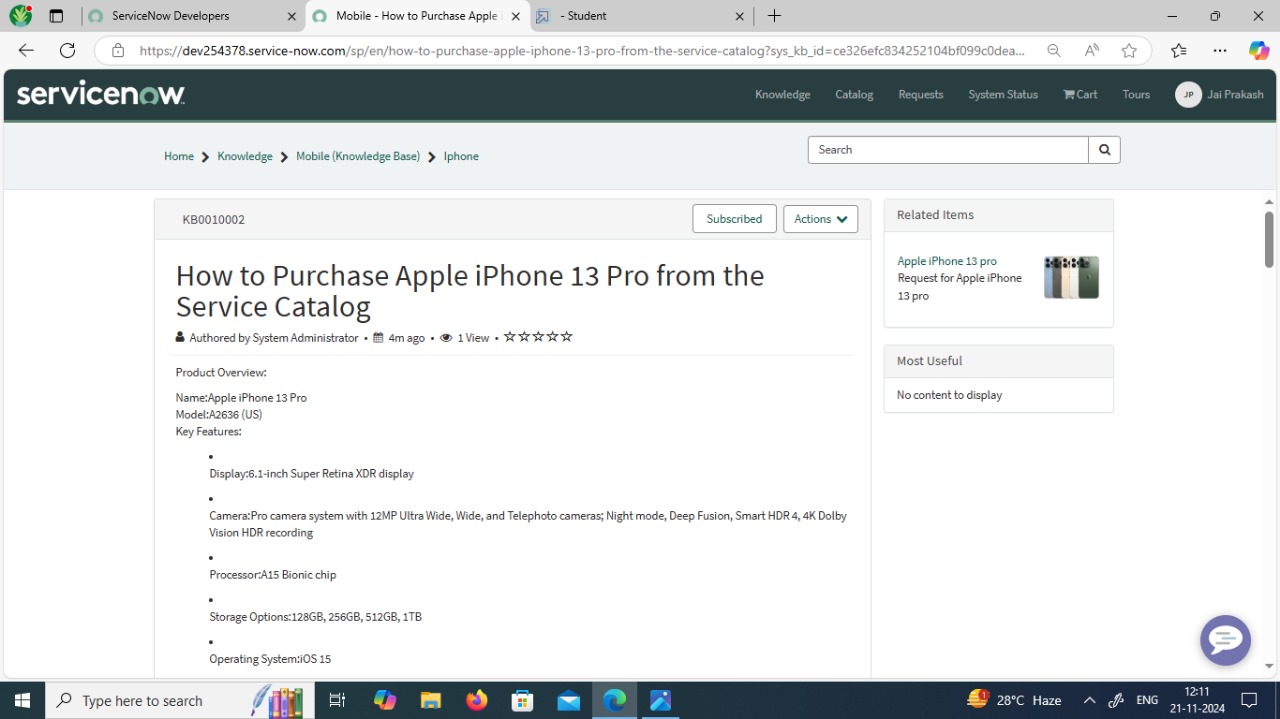 ServiceNow Developers
Mobile - How to Purchase Apple
- Student
https://dev254378.service-now.com/sp/en/how-to-purchase-apple-iphone-13-pro-from-the-service-catalog?sys_kb_id=ce326efc834252104bf099c0dea...
servicenow
Knowledge Catalog Requests System Status Cart Tours JP Jai Prakash
Home Knowledge Mobile (Knowledge Base) Iphone
Search
KB0010002
Subscribed
Actions
How to Purchase Apple iPhone 13 Pro from the
Service Catalog
Authored by System Administrator • 4m ago • 1 View •
Product Overview:
Name:Apple iPhone 13 Pro
Model:A2636 (US)
Key Features:
•
Display:6.1-inch Super Retina XDR display
•
Camera:Pro camera system with 12MP Ultra Wide, Wide, and Telephoto cameras; Night mode, Deep Fusion, Smart HDR 4, 4K Dolby
Vision HDR recording
•
Processor:A15 Bionic chip
•
Storage Options:128GB, 256GB, 512GB, 1TB
•
Operating System:iOS 15
Related Items
Apple iPhone 13 pro
Request for Apple iPhone
13 pro
Most Useful
No content to display
Type here to search
1
28°C Haze
ENG
12:11
21-11-2024